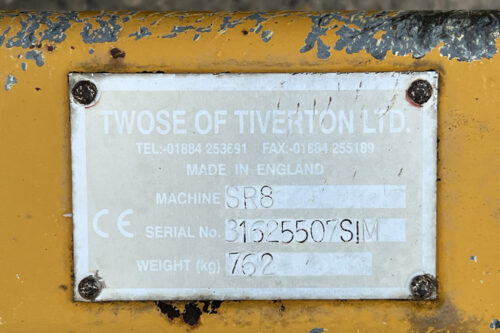 TWOSE OF TIVERTON LTD.
TEL:-01884 253691 FAX:-01884 255189
MADE IN ENGLAND
MACHINE SR8
CE SERIAL No. 31625507SIM
WEIGHT (kg) 762